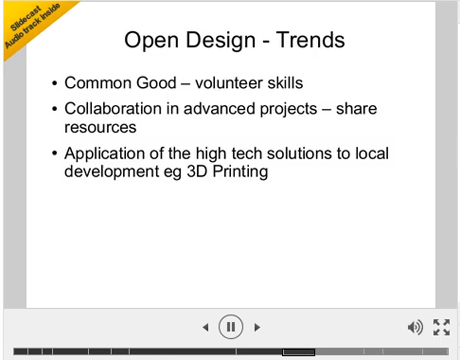 Slidecast
Audio track inside
Open Design - Trends
• Common Good – volunteer skills
• Collaboration in advanced projects – share
resources
• Application of the high tech solutions to local
development eg 3D Printing